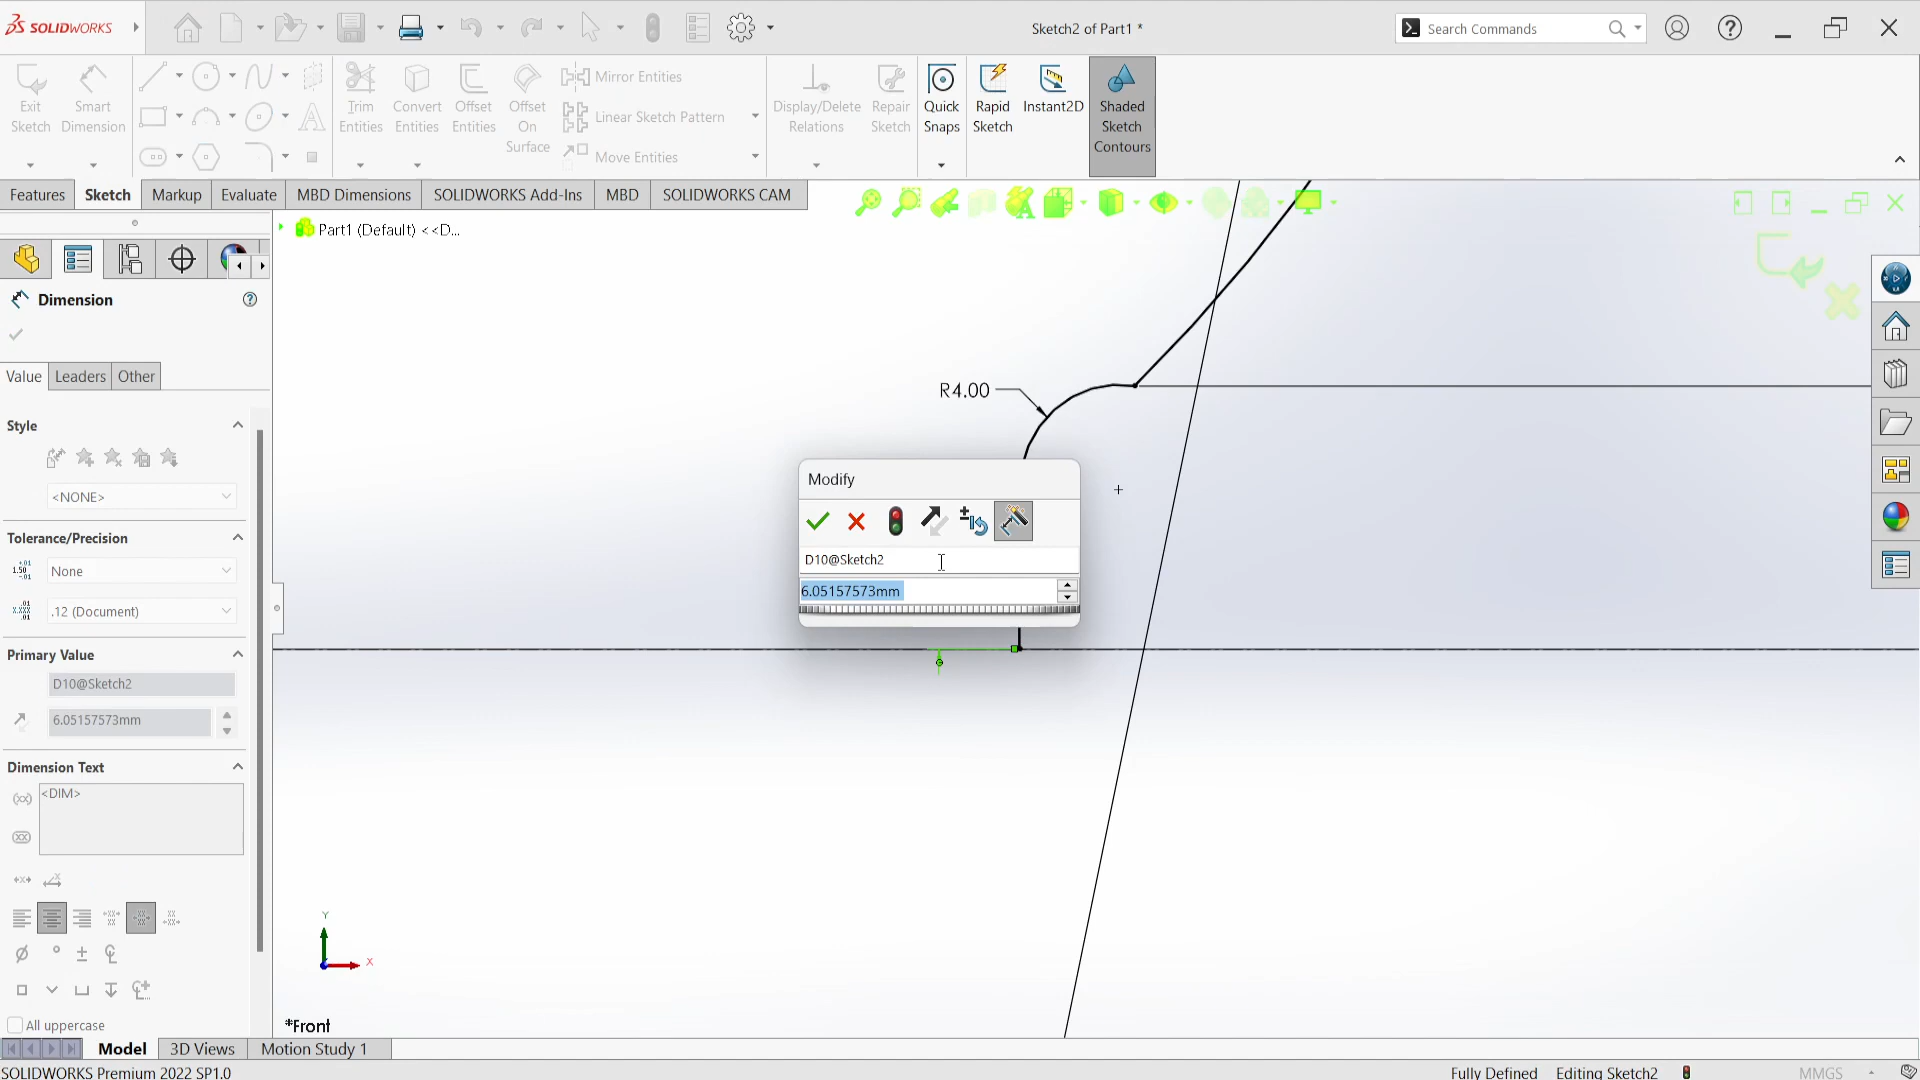 SOLIDWORKS
Sketch2 of Part1 *
Search Commands
Exit Sketch
Smart Dimension
Trim Entities
Convert Entities
Offset Entities
Offset On Surface
Mirror Entities
Linear Sketch Pattern
Move Entities
Display/Delete Relations
Repair Sketch
Quick Snaps
Rapid Sketch
Instant2D
Shaded Sketch Contours
Features
Sketch
Markup
Evaluate
MBD Dimensions
SOLIDWORKS Add-Ins
MBD
SOLIDWORKS CAM
Part1 (Default) <<D...
Dimension
Value
Leaders
Other
Style
<NONE>
Tolerance/Precision
None
.12 (Document)
Primary Value
D10@Sketch2
6.05157573mm
Dimension Text
<DIM>
All uppercase
R4.00
Modify
D10@Sketch2
6.05157573mm
Y
X
*Front
Model
3D Views
Motion Study 1
SOLIDWORKS Premium 2022 SP1.0
Fully Defined
Editing Sketch2
MMGS